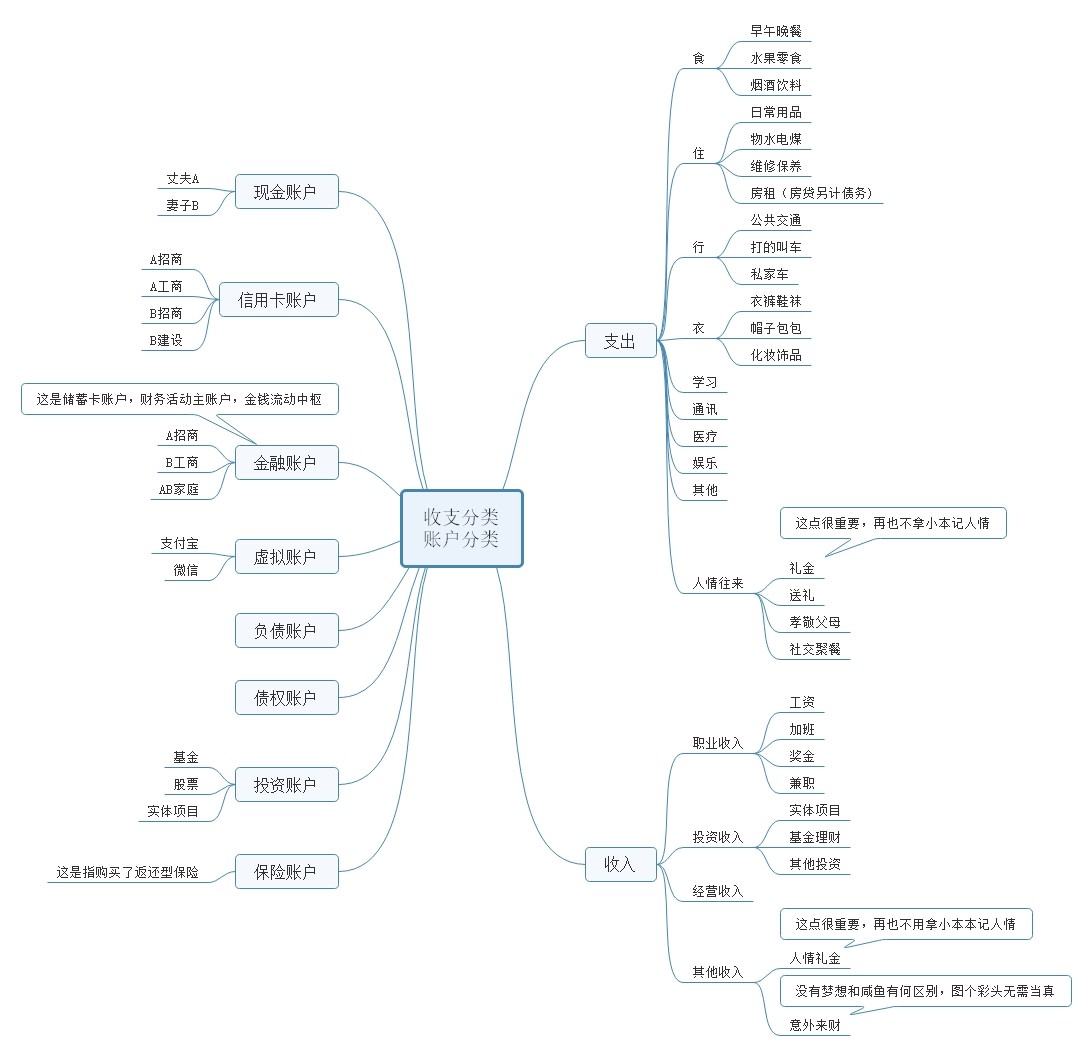 收支分类
账户分类
现金账户
丈夫A
妻子B
信用卡账户
A招商
A工商
B招商
B建设
这是储蓄卡账户，财务活动主账户，金钱流动中枢
金融账户
A招商
B工商
AB家庭
虚拟账户
支付宝
微信
负债账户
债权账户
投资账户
基金
股票
实体项目
保险账户
这是指购买了返还型保险
支出
食
早午晚餐
水果零食
烟酒饮料
住
日常用品
物水电煤
维修保养
房租（房贷另计债务）
行
公共交通
打的叫车
私家车
衣
衣裤鞋袜
帽子包包
化妆饰品
学习
通讯
医疗
娱乐
其他
人情往来
这点很重要，再也不拿小本记人情
礼金
送礼
孝敬父母
社交聚餐
收入
职业收入
工资
加班
奖金
兼职
投资收入
实体项目
基金理财
其他投资
经营收入
其他收入
这点很重要，再也不用拿小本本记人情
人情礼金
没有梦想和咸鱼有何区别，图个彩头无需当真
意外来财